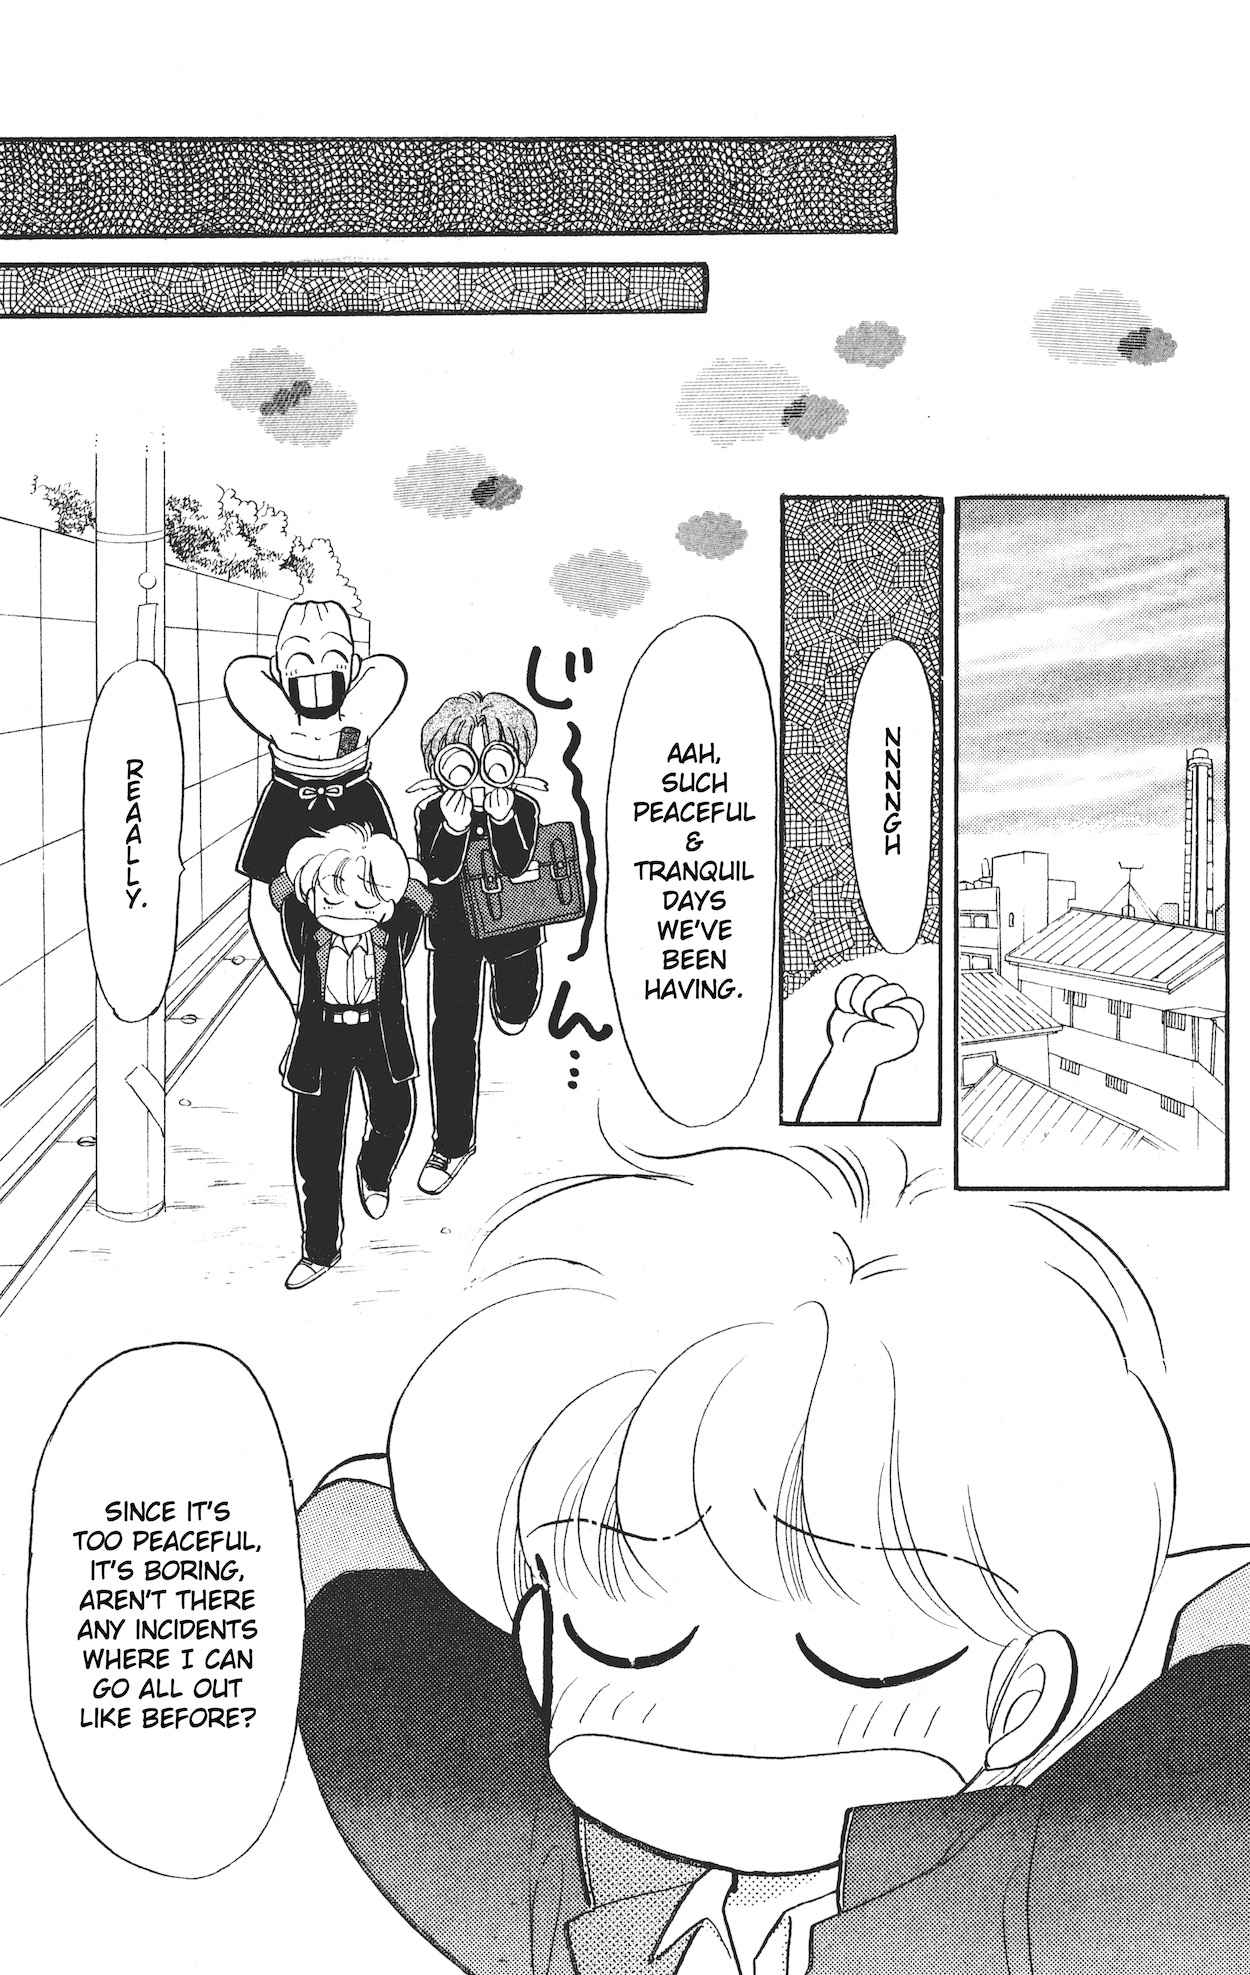 NNNNGH
AAH,
SUCH
PEACEFUL
&
TRANQUIL
DAYS
WE'VE
BEEN
HAVING.
じ〜〜ん…
REAALLY.
SINCE IT'S
TOO PEACEFUL,
IT'S BORING,
AREN'T THERE
ANY INCIDENTS
WHERE I CAN
GO ALL OUT
LIKE BEFORE?